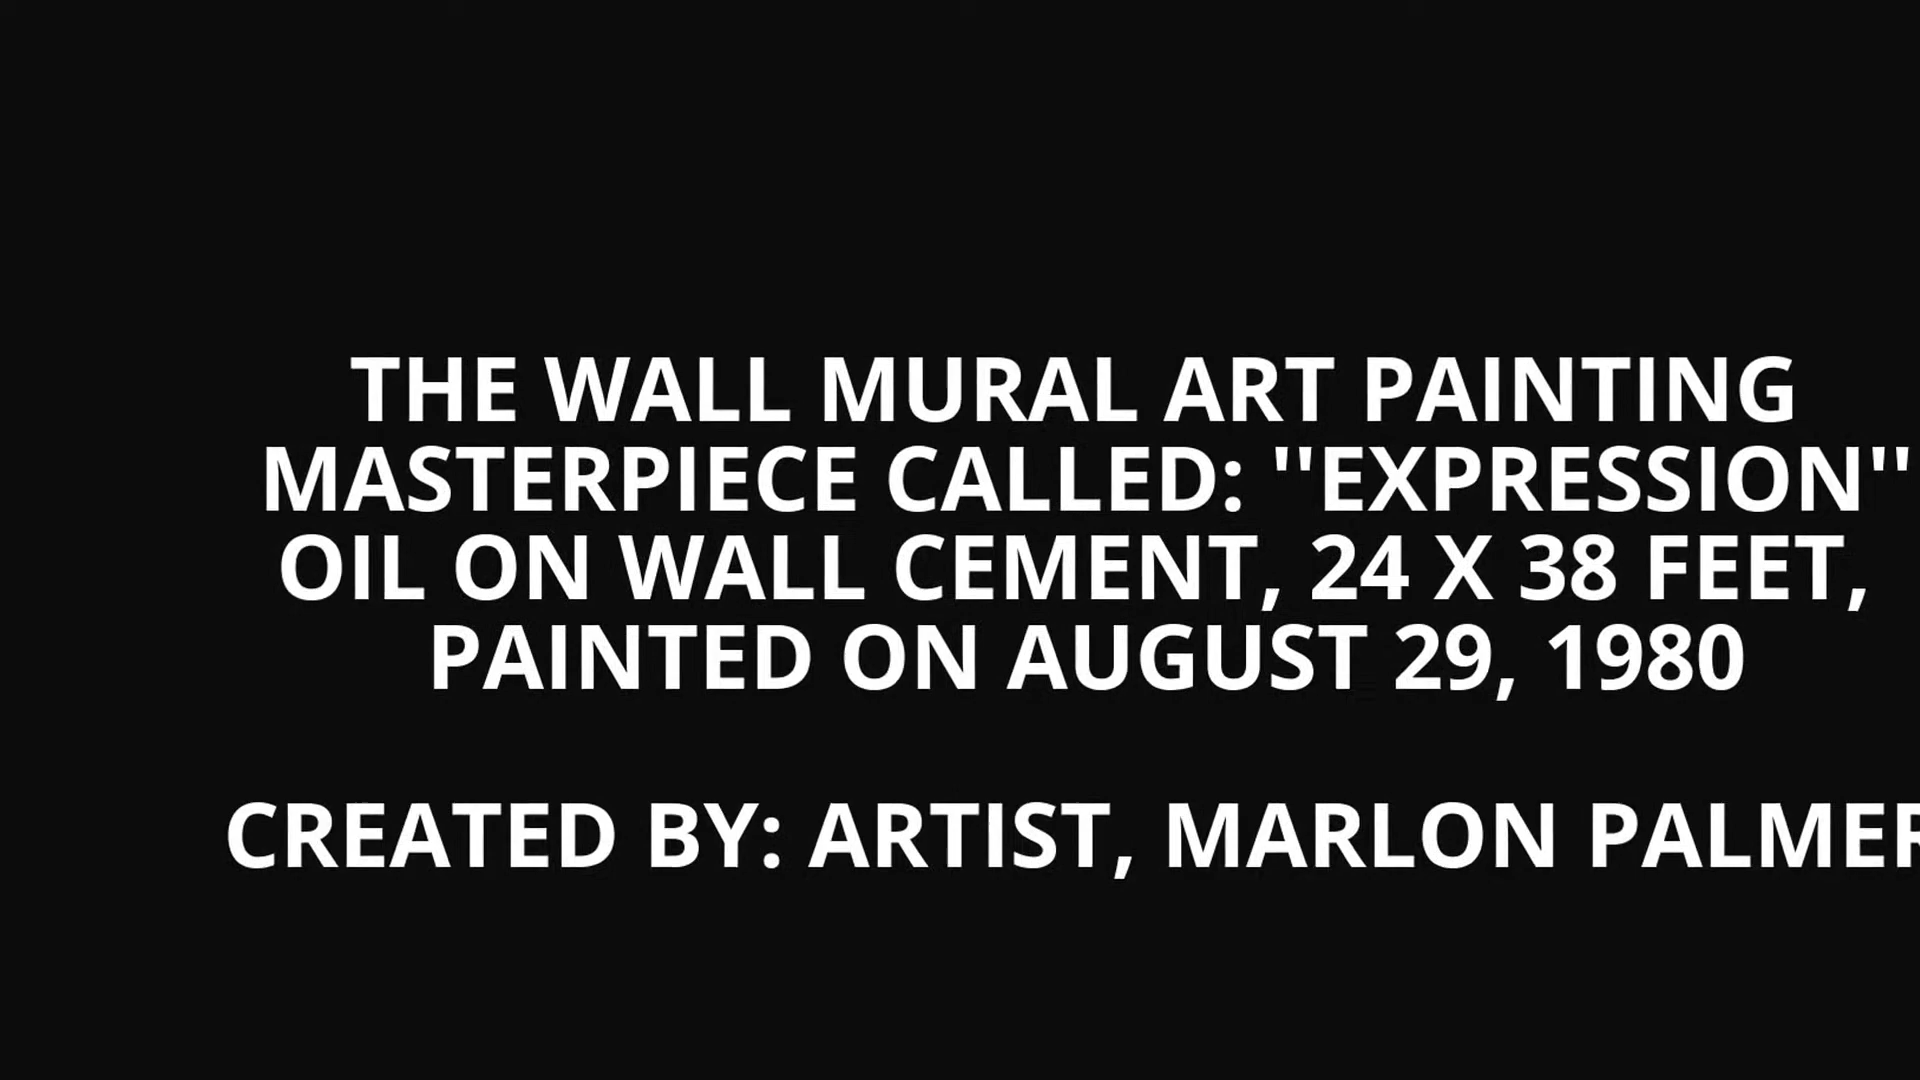 THE WALL MURAL ART PAINTING
MASTERPIECE CALLED: "EXPRESSION"
OIL ON WALL CEMENT, 24 X 38 FEET,
PAINTED ON AUGUST 29, 1980
CREATED BY: ARTIST, MARLON PALMER